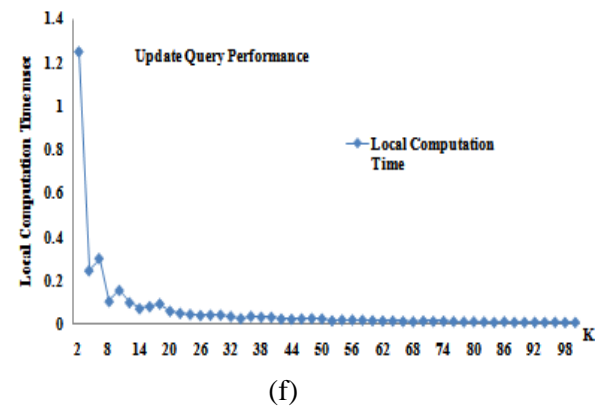 1.4
Update Query Performance
1.2
1
0.8
Local Computation
Time
0.6
0.4
0.2
0
Local Computation Time msec
K
2 8 14 20 26 32 38 44 50 56 62 68 74 80 86 92 98
(f)